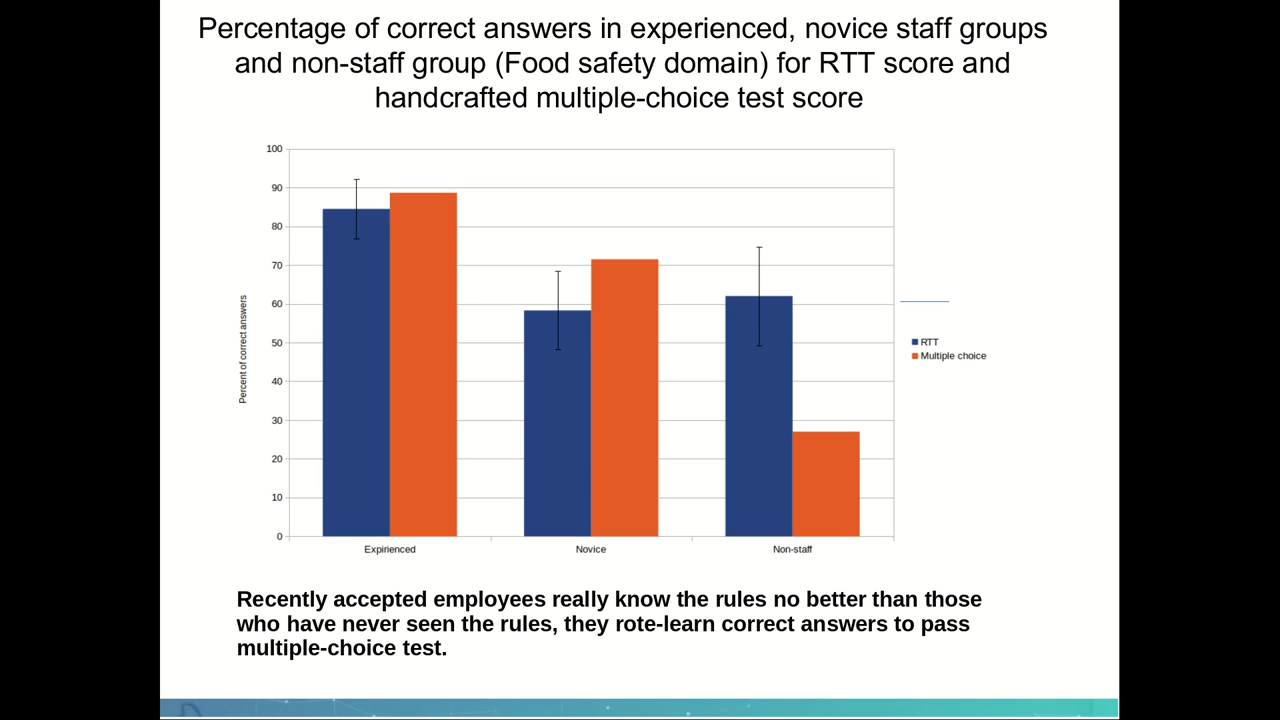 Percentage of correct answers in experienced, novice staff groups
and non-staff group (Food safety domain) for RTT score and
handcrafted multiple-choice test score
100
90
80
70
60
50
40
30
20
10
0
Percent of correct answers
Expirienced
Novice
Non-staff
RTT
Multiple choice
Recently accepted employees really know the rules no better than those
who have never seen the rules, they rote-learn correct answers to pass
multiple-choice test.